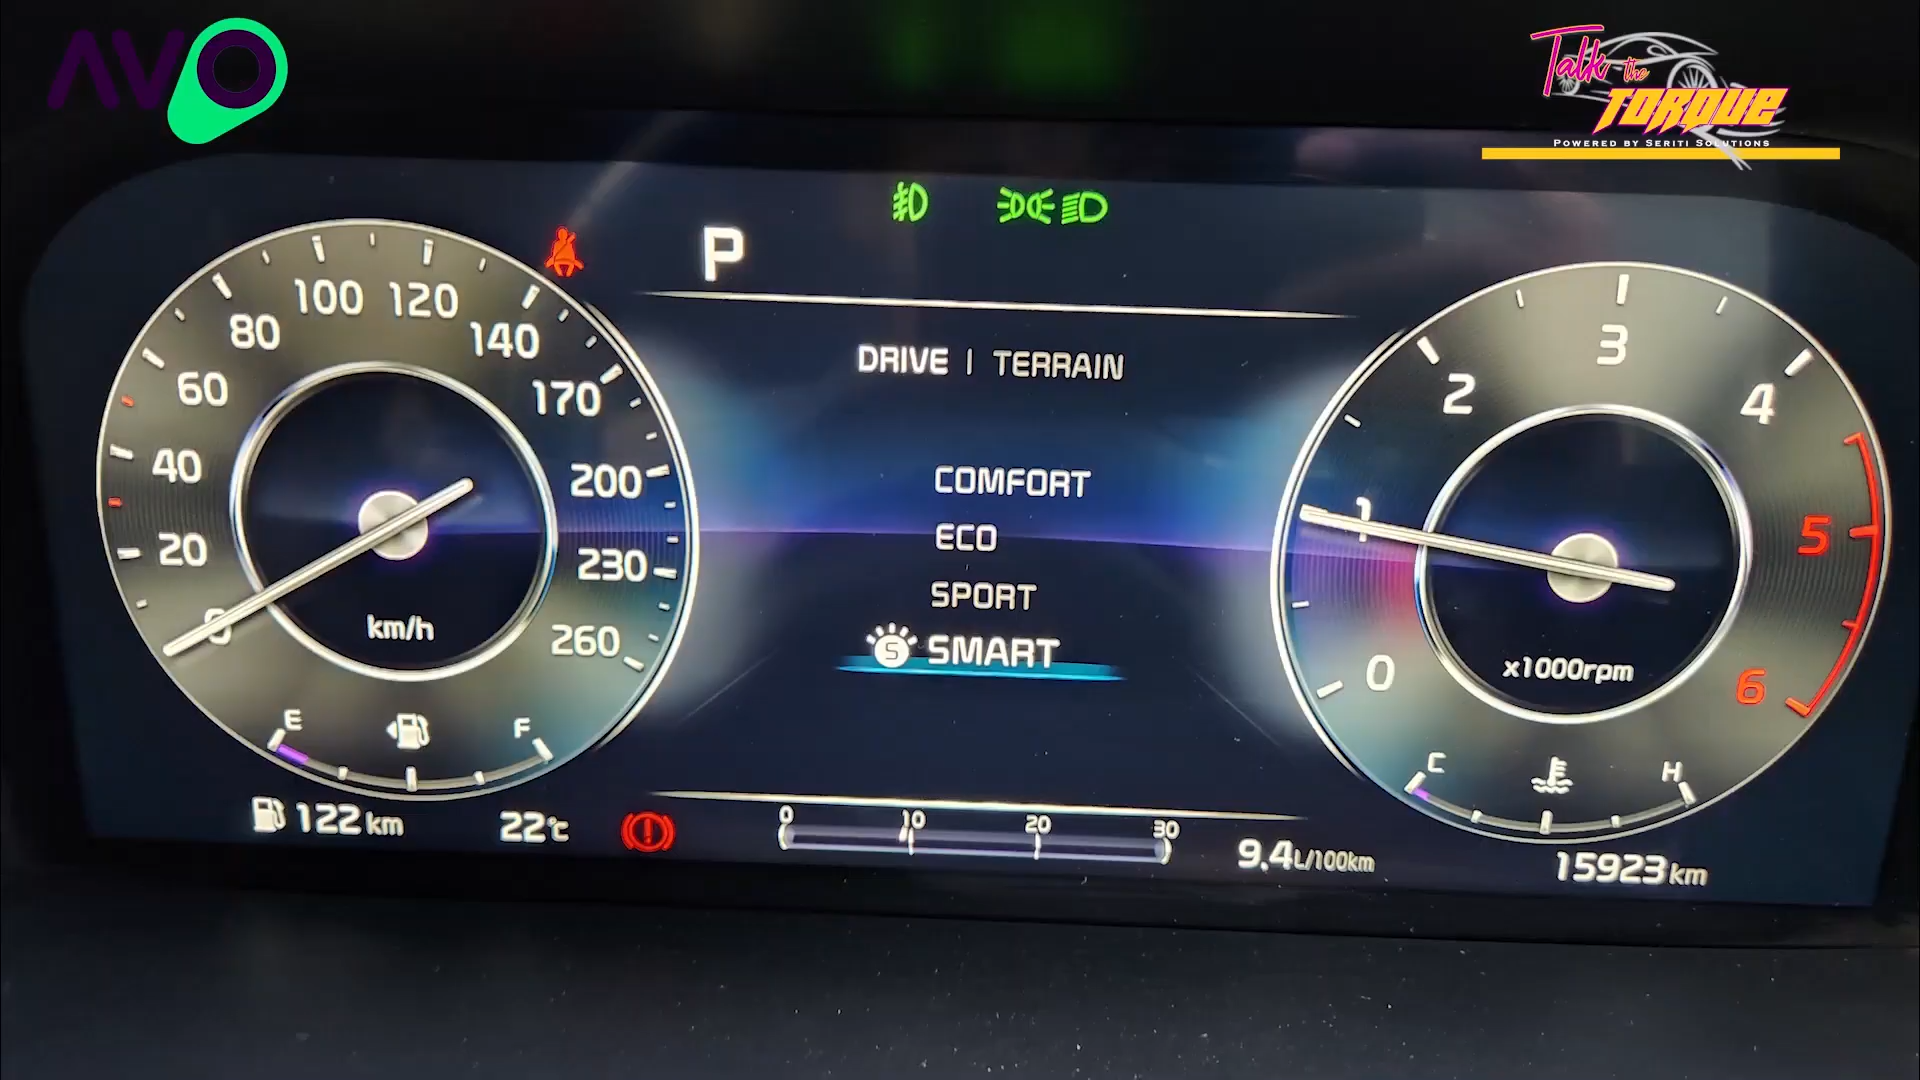 AVO
Talk the
TORQUE
POWERED BY SERITI SOLUTIONS
P
DRIVE | TERRAIN
COMFORT
ECO
SPORT
S SMART
0
20
40
60
80
100
120
140
170
200
230
260
km/h
E F
122 km
22°C
0 10 20 30
9.4 L/100km
0
1
2
3
4
5
6
x1000rpm
C H
15923 km